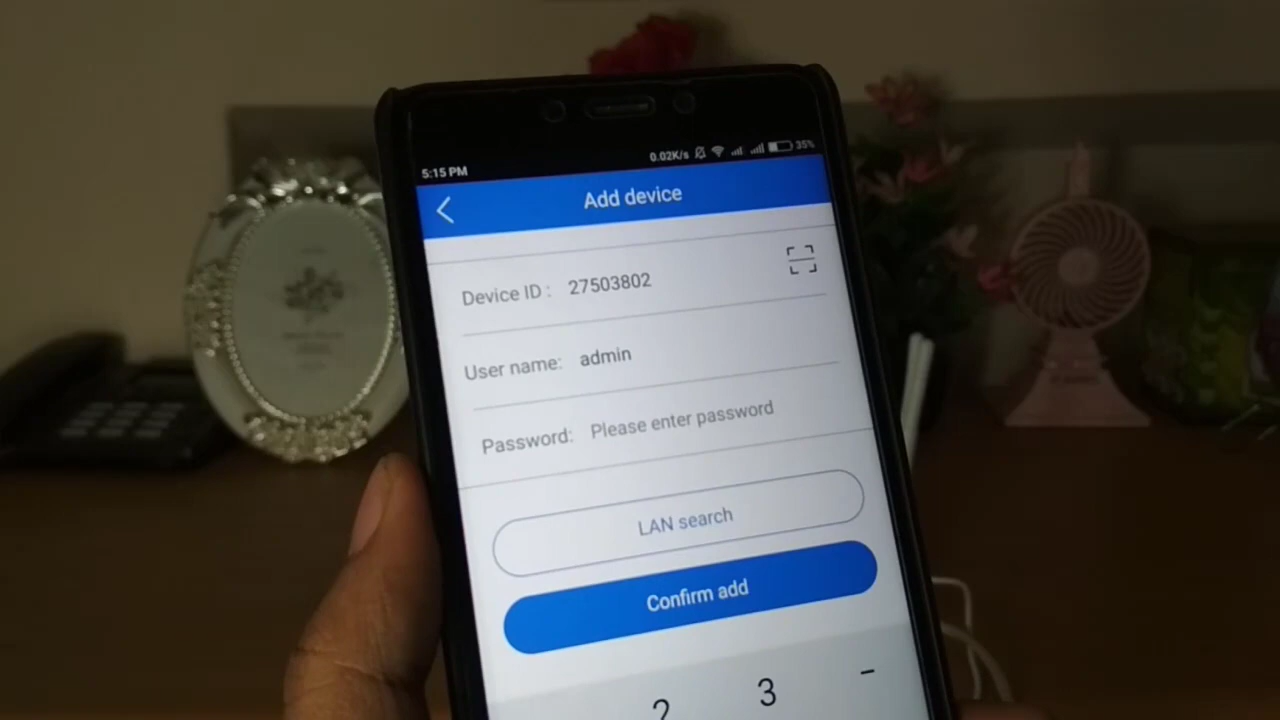 5:15 PM 0.02K/s 35%
Add device
Device ID : 27503802
User name: admin
Password: Please enter password
LAN search
Confirm add
2 3 -